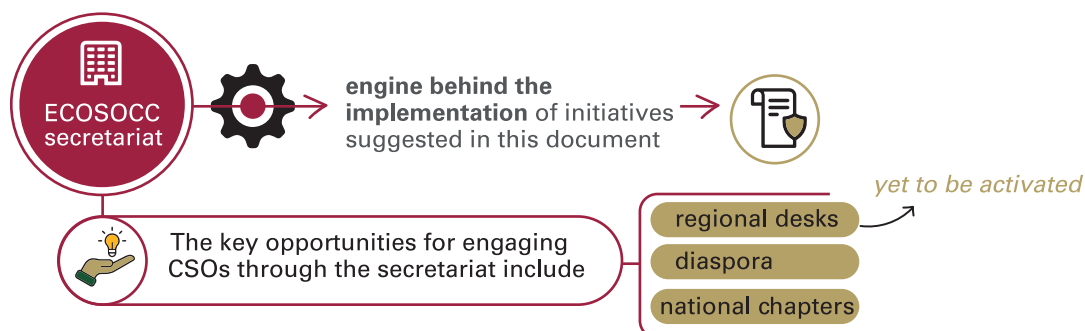 ECOSOCC
secretariat
engine behind the
implementation of initiatives
suggested in this document
yet to be activated
The key opportunities for engaging
CSOs through the secretariat include
regional desks
diaspora
national chapters